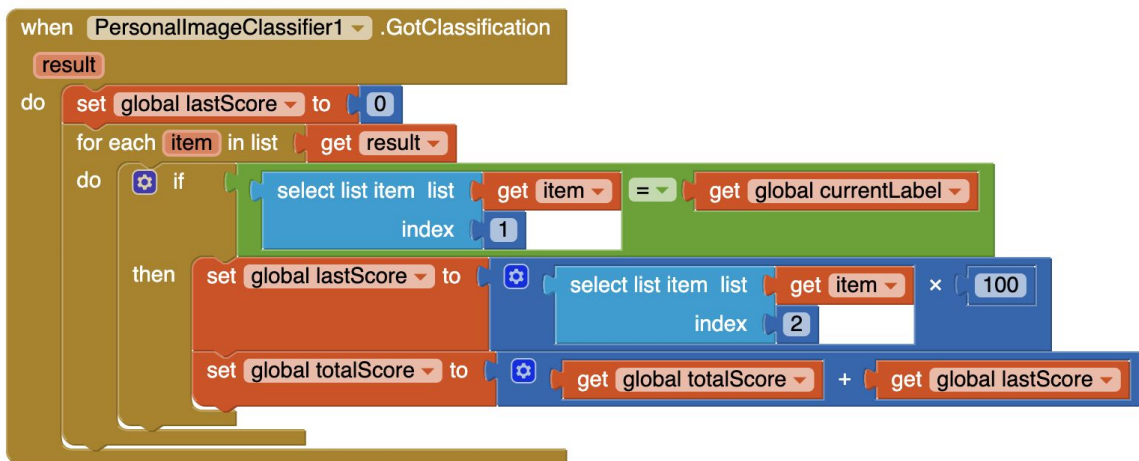 when PersonalImageClassifier1 .GotClassification
result
do set global lastScore to 0
for each item in list get result
do if select list item list get item = get global currentLabel
index 1
then set global lastScore to select list item list get item × 100
index 2
set global totalScore to get global totalScore + get global lastScore